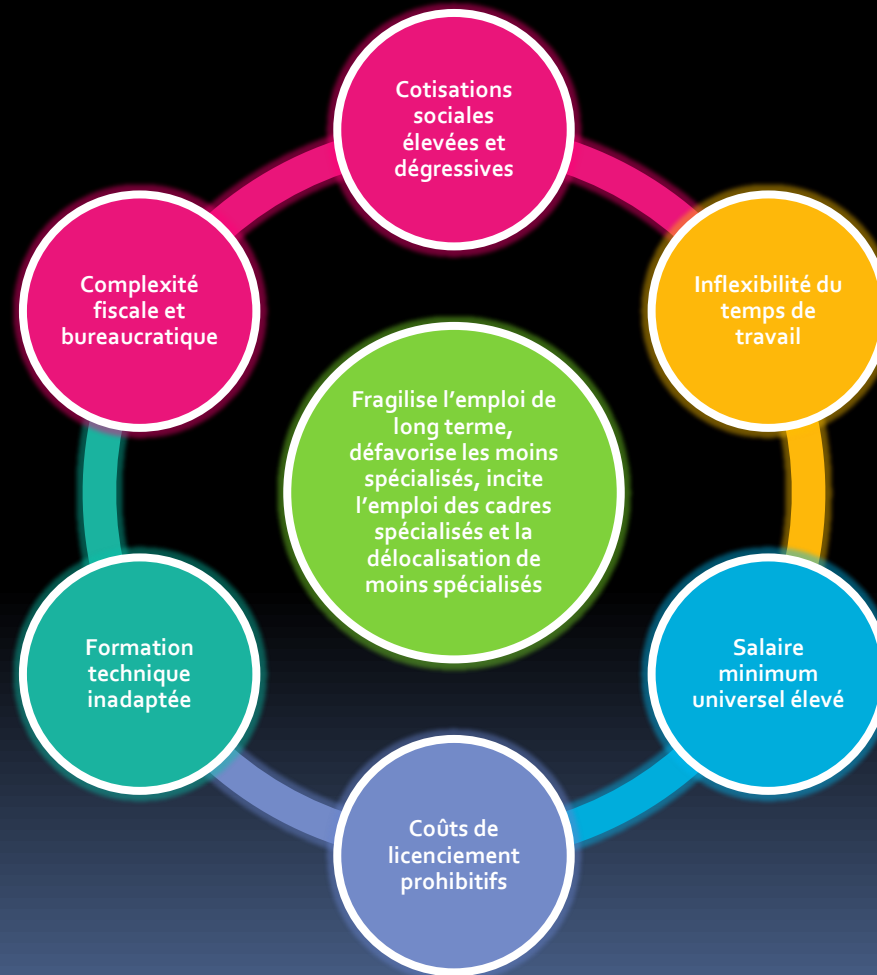 Cotisations
sociales
élevées et
dégressives
Inflexibilité du
temps de
travail
Salaire
minimum
universel élevé
Coûts de
licenciement
prohibitifs
Formation
technique
inadaptée
Complexité
fiscale et
bureaucratique
Fragilise l’emploi de
long terme,
défavorise les moins
spécialisés, incite
l’emploi des cadres
spécialisés et la
délocalisation de
moins spécialisés